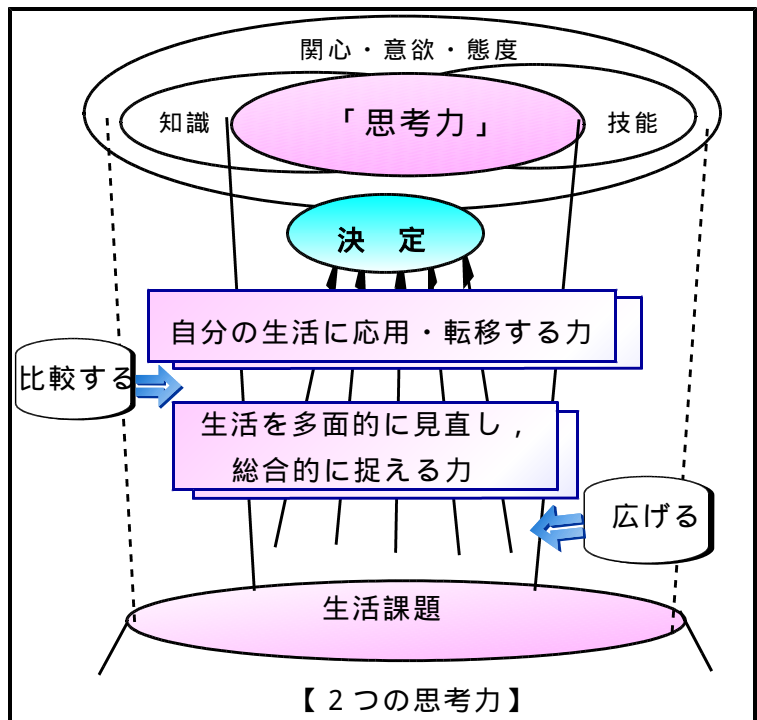 関心・意欲・態度
知識
「思考力」
技能
決　定
自分の生活に応用・転移する力
比較する
生活を多面的に見直し，
総合的に捉える力
広げる
生活課題
【２つの思考力】